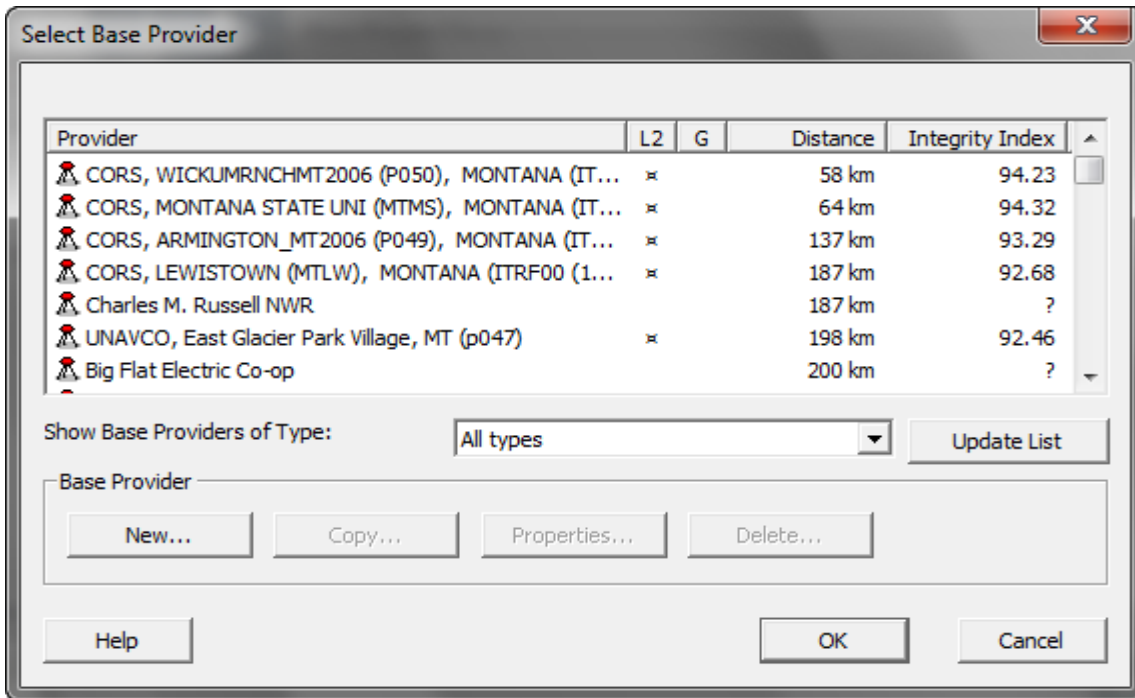 Select Base Provider
Provider L2 G Distance Integrity Index
CORS, WICKUMRNCHMT2006 (P050), MONTANA (IT... ¤ 58 km 94.23
CORS, MONTANA STATE UNI (MTMS), MONTANA (IT... ¤ 64 km 94.32
CORS, ARMINGTON_MT2006 (P049), MONTANA (IT... ¤ 137 km 93.29
CORS, LEWISTOWN (MTLW), MONTANA (ITRF00 (1... ¤ 187 km 92.68
Charles M. Russell NWR 187 km ?
UNAVCO, East Glacier Park Village, MT (p047) ¤ 198 km 92.46
Big Flat Electric Co-op 200 km ?
Show Base Providers of Type: All types Update List
Base Provider
New... Copy... Properties... Delete...
Help OK Cancel